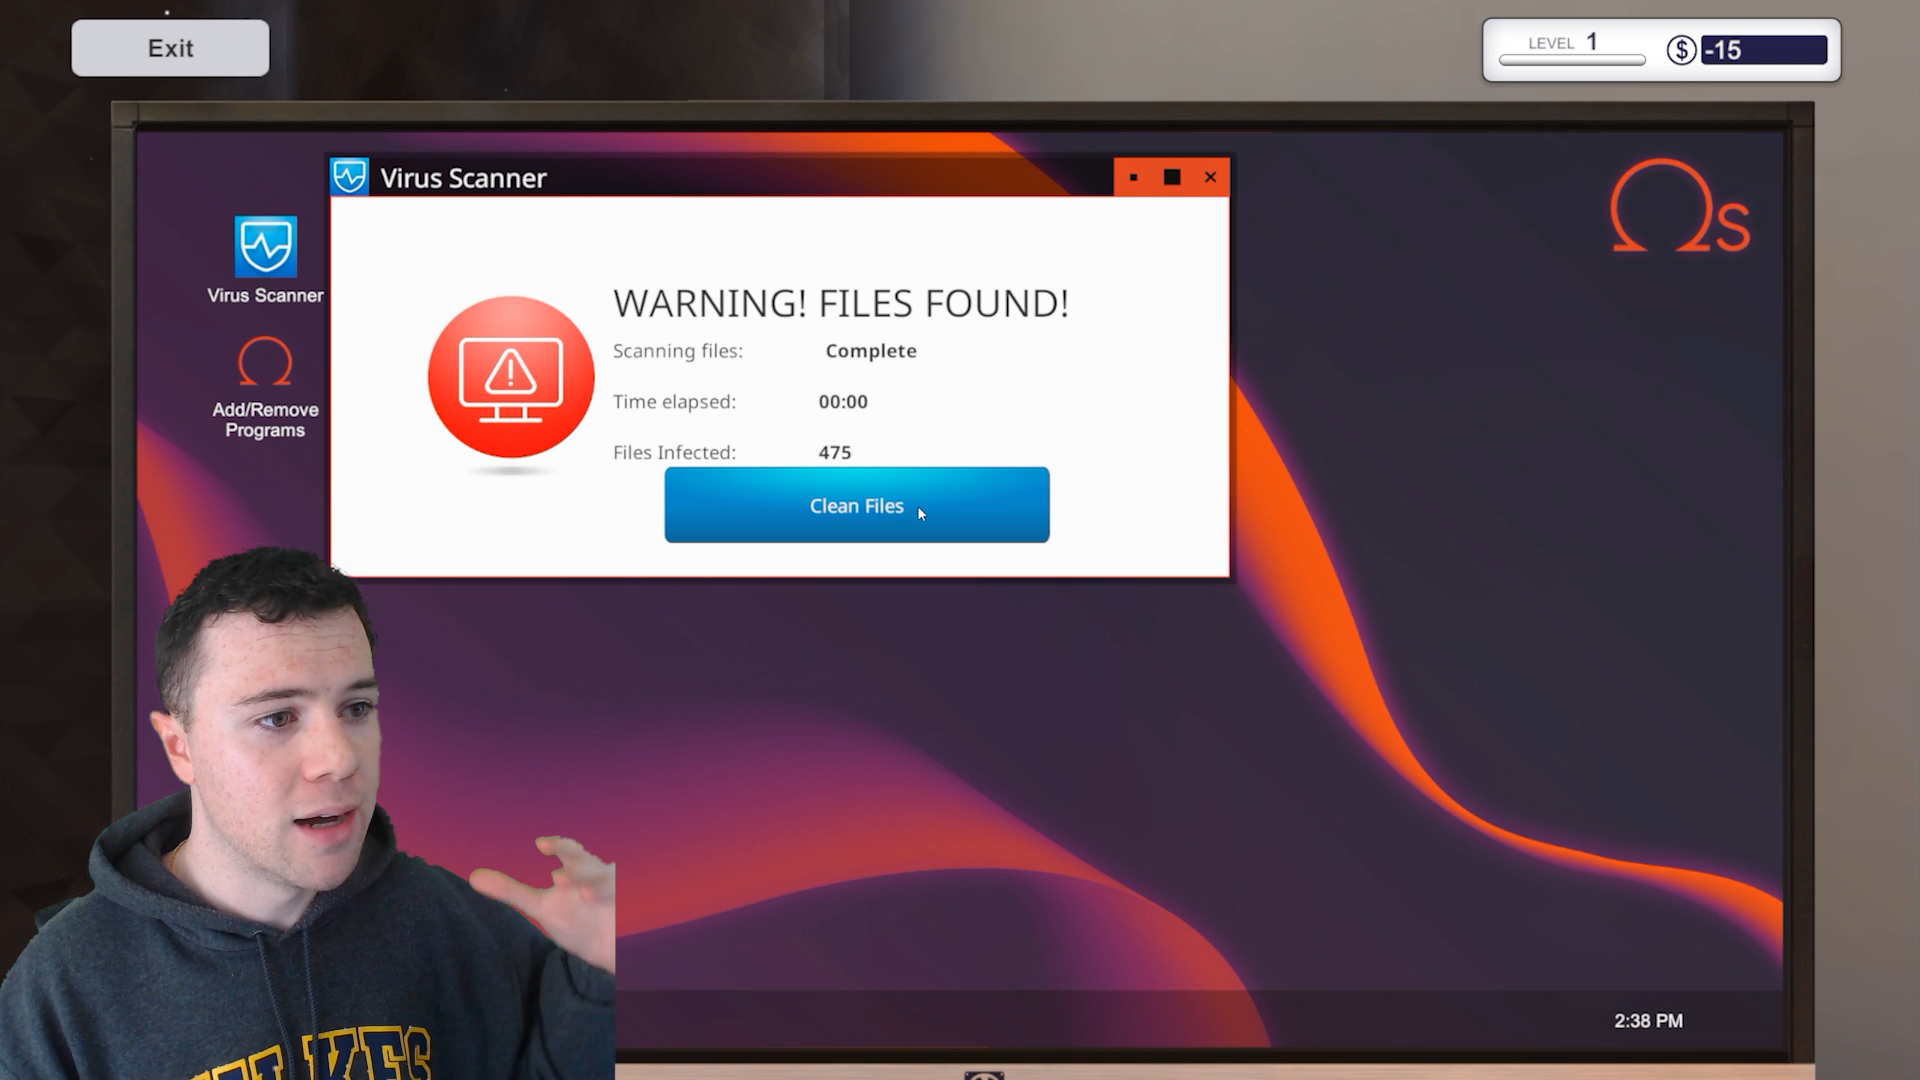 Exit
LEVEL 1
$ -15
Virus Scanner
Ωs
Virus Scanner
WARNING! FILES FOUND!
Scanning files: Complete
Time elapsed: 00:00
Files Infected: 475
Clean Files
Add/Remove
Programs
2:38 PM